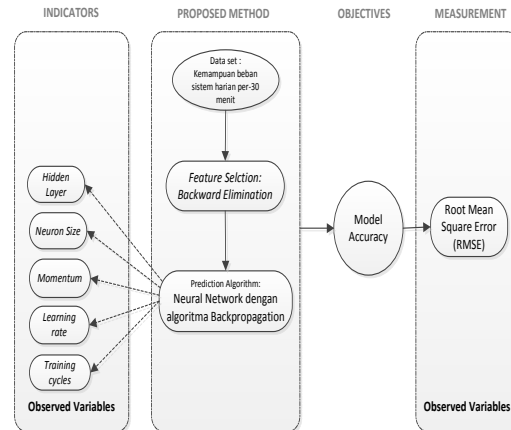 INDICATORS
PROPOSED METHOD
OBJECTIVES
MEASUREMENT
Data set :
Kemampuan beban
sistem harian per-30
menit
Feature Selction:
Backward Elimination
Prediction Algorithm:
Neural Network dengan
algoritma Backpropagation
Hidden
Layer
Neuron Size
Momentum
Learning rate
Training
cycles
Observed Variables
Model
Accuracy
Root Mean
Square Error
(RMSE)
Observed Variables